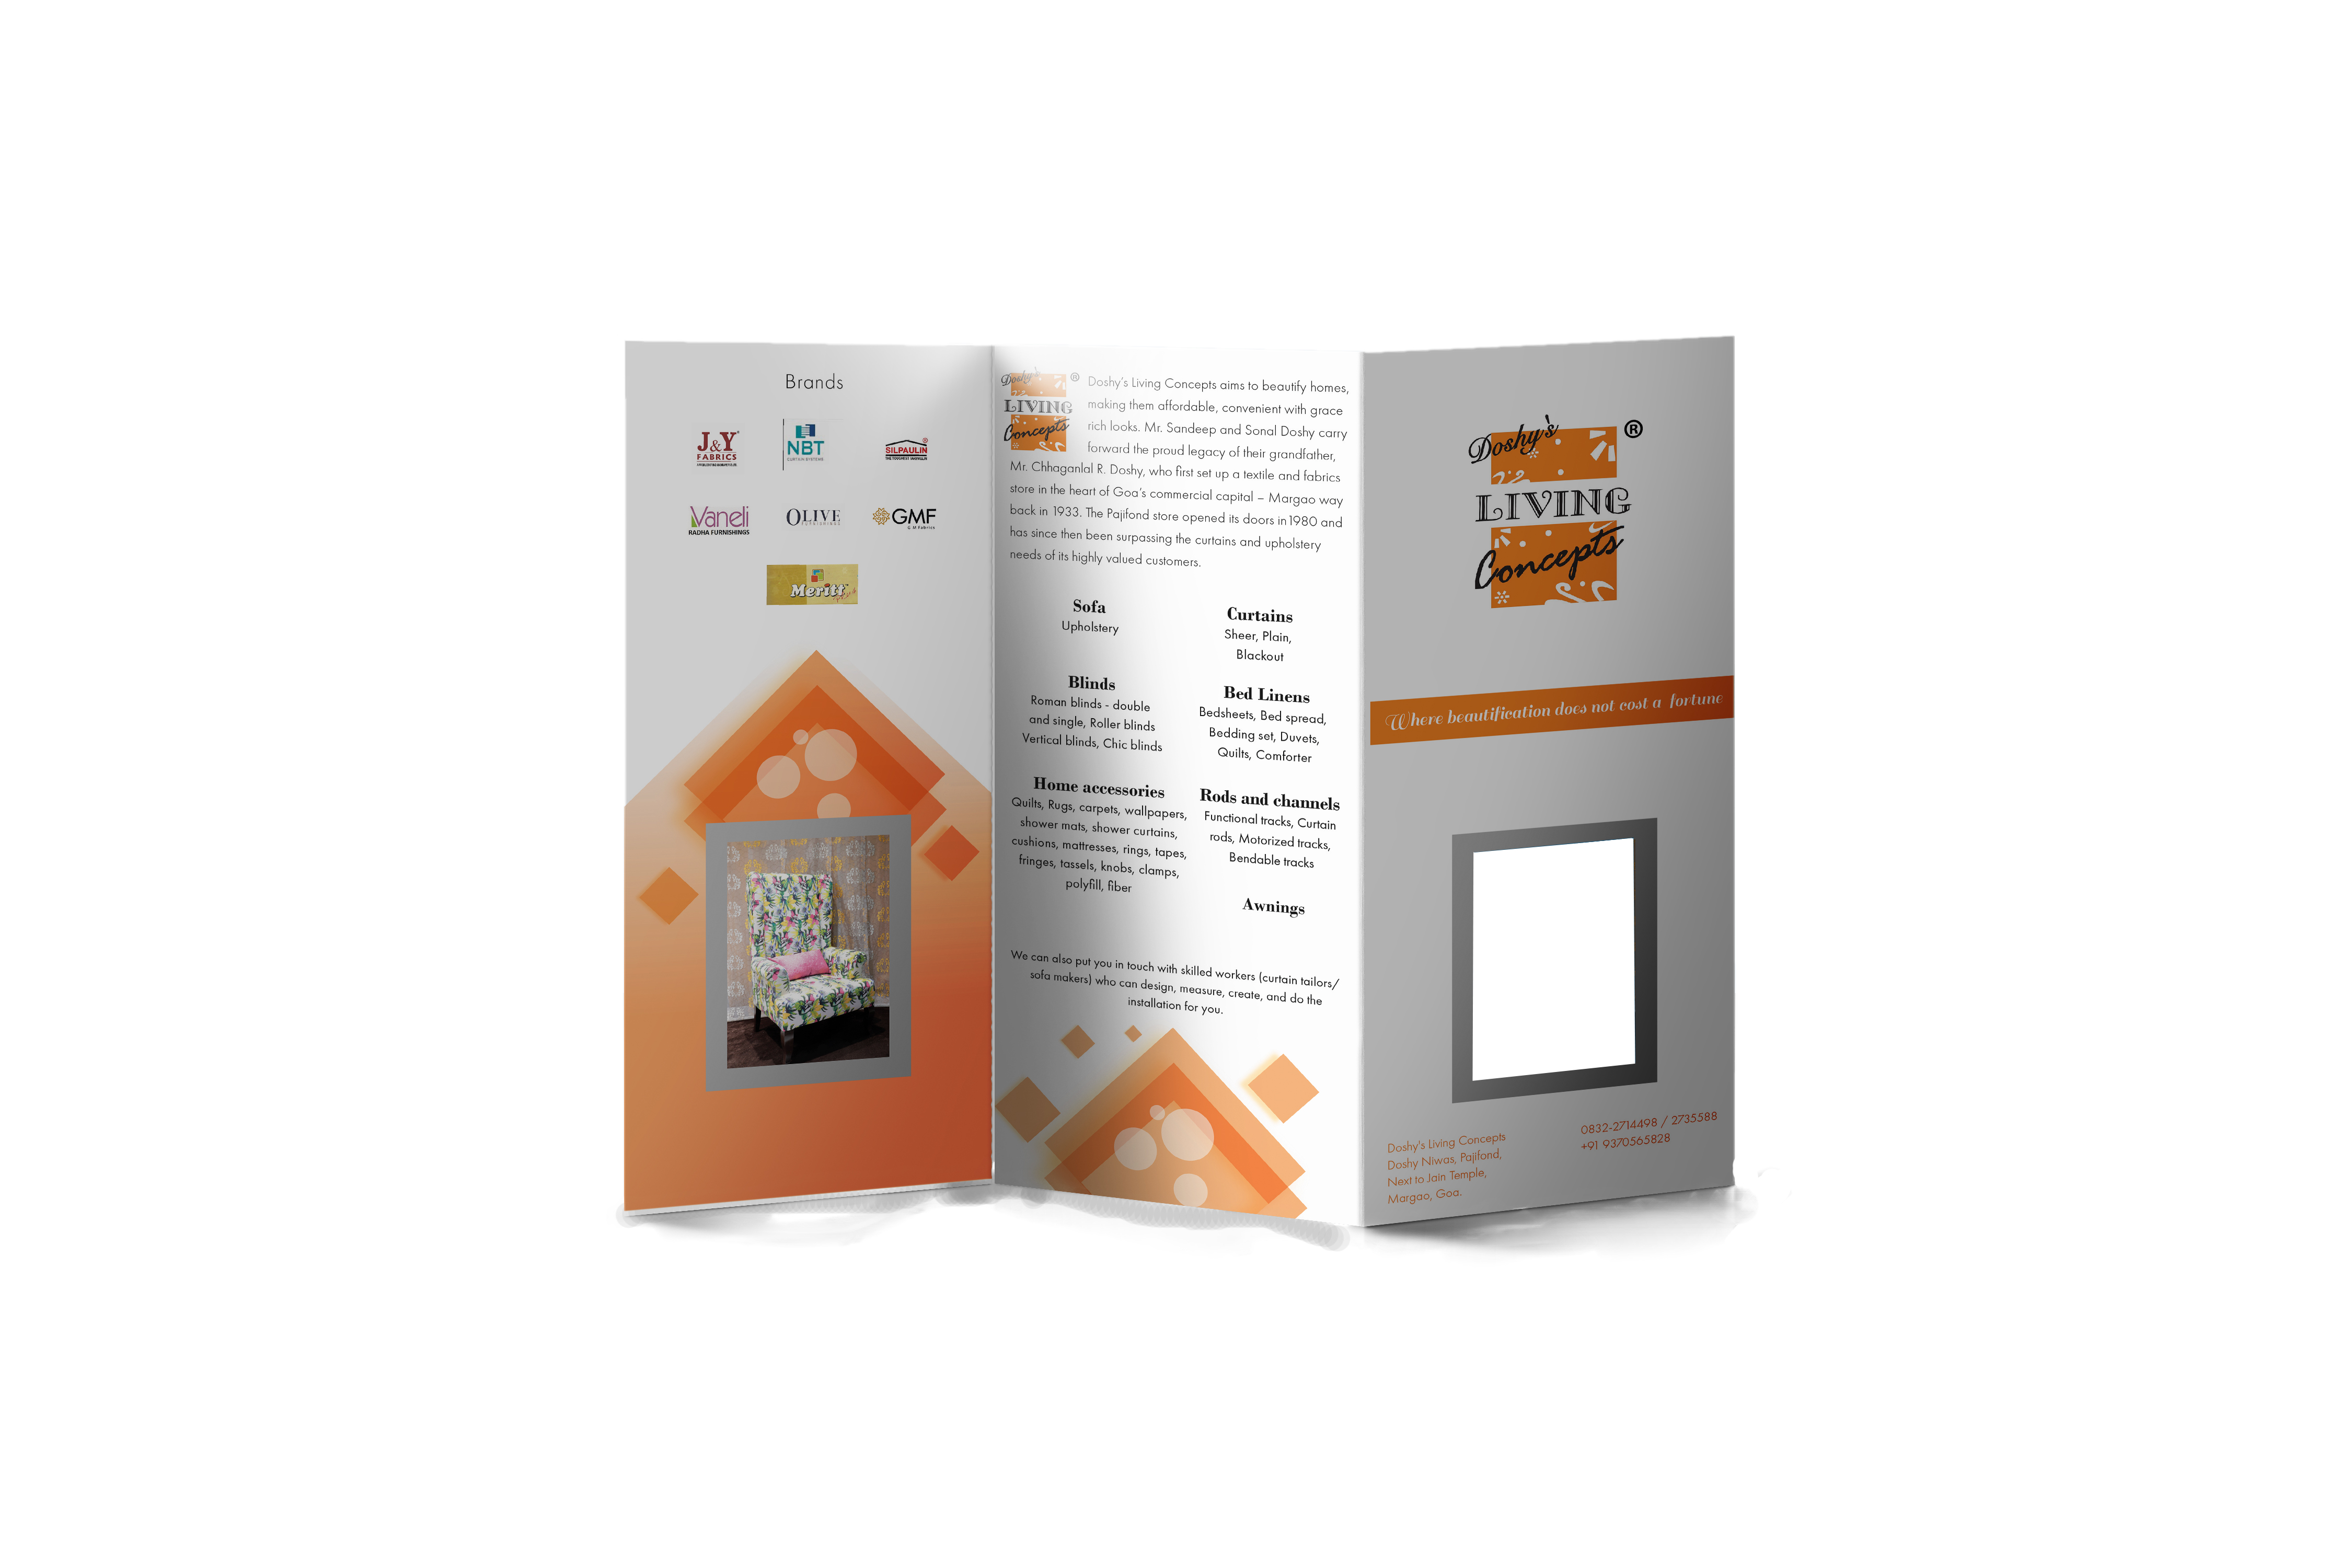 Brands
J&Y
FABRICS
NBT
CURTAIN SYSTEMS
SILPAULIN
Vaneli
RADHA FURNISHINGS
OLIVE
FURNISHINGS
GMF
G M Fabrics
Meritt
Doshy's
LIVING
Concepts
®
Doshy's Living Concepts aims to beautify homes,
making them affordable, convenient with grace
rich looks. Mr. Sandeep and Sonal Doshy carry
forward the proud legacy of their grandfather,
Mr. Chhaganlal R. Doshy, who first set up a textile and fabrics
store in the heart of Goa's commercial capital – Margao way
back in 1933. The Pajifond store opened its doors in1980 and
has since then been surpassing the curtains and upholstery
needs of its highly valued customers.
Sofa
Upholstery
Curtains
Sheer, Plain,
Blackout
Blinds
Roman blinds - double
and single, Roller blinds
Vertical blinds, Chic blinds
Bed Linens
Bedsheets, Bed spread,
Bedding set, Duvets,
Quilts, Comforter
Home accessories
Quilts, Rugs, carpets, wallpapers,
shower mats, shower curtains,
cushions, mattresses, rings, tapes,
fringes, tassels, knobs, clamps,
polyfill, fiber
Rods and channels
Functional tracks, Curtain
rods, Motorized tracks,
Bendable tracks
Awnings
We can also put you in touch with skilled workers (curtain tailors/
sofa makers) who can design, measure, create, and do the
installation for you.
Doshy's
LIVING
Concepts
®
Where beautification does not cost a fortune
Doshy's Living Concepts
Doshy Niwas, Pajifond,
Next to Jain Temple,
Margao, Goa.
0832-2714498 / 2735588
+91 9370565828